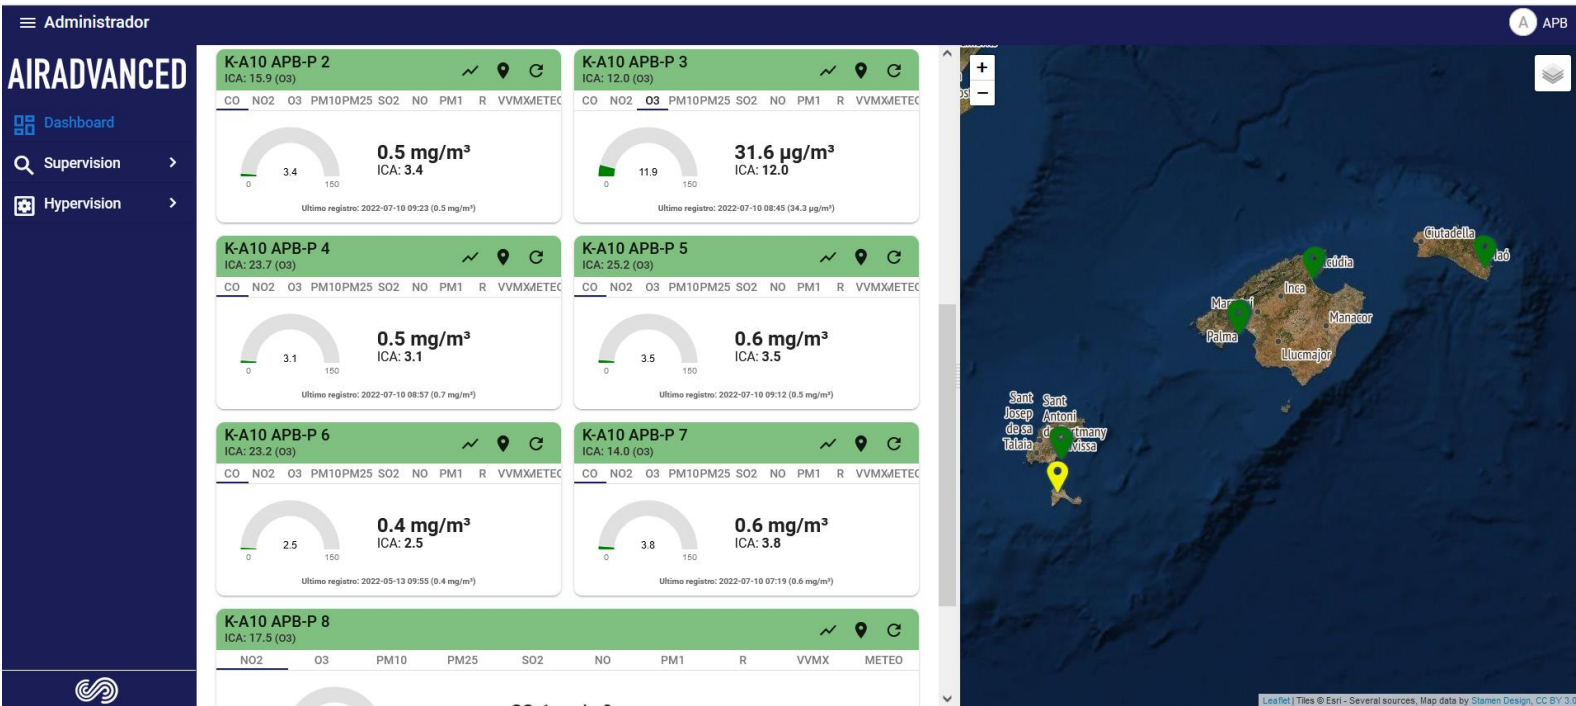 Administrador
A APB
AIRADVANCED
Dashboard
Supervision
Hypervision
K-A10 APB-P 2
ICA: 15.9 (O3)
CO NO2 O3 PM10 PM25 SO2 NO PM1 R VVMX METEO
3.4
0 150
0.5 mg/m³
ICA: 3.4
Ultimo registro: 2022-07-10 09:23 (0.5 mg/m³)
K-A10 APB-P 3
ICA: 12.0 (O3)
CO NO2 O3 PM10 PM25 SO2 NO PM1 R VVMX METEO
11.9
0 150
31.6 µg/m³
ICA: 12.0
Ultimo registro: 2022-07-10 08:45 (34.3 µg/m³)
K-A10 APB-P 4
ICA: 23.7 (O3)
CO NO2 O3 PM10 PM25 SO2 NO PM1 R VVMX METEO
3.1
0 150
0.5 mg/m³
ICA: 3.1
Ultimo registro: 2022-07-10 08:57 (0.7 mg/m³)
K-A10 APB-P 5
ICA: 25.2 (O3)
CO NO2 O3 PM10 PM25 SO2 NO PM1 R VVMX METEO
3.5
0 150
0.6 mg/m³
ICA: 3.5
Ultimo registro: 2022-07-10 09:12 (0.5 mg/m³)
K-A10 APB-P 6
ICA: 23.2 (O3)
CO NO2 O3 PM10 PM25 SO2 NO PM1 R VVMX METEO
2.5
0 150
0.4 mg/m³
ICA: 2.5
Ultimo registro: 2022-05-13 09:55 (0.4 mg/m³)
K-A10 APB-P 7
ICA: 14.0 (O3)
CO NO2 O3 PM10 PM25 SO2 NO PM1 R VVMX METEO
3.8
0 150
0.6 mg/m³
ICA: 3.8
Ultimo registro: 2022-07-10 07:19 (0.6 mg/m³)
K-A10 APB-P 8
ICA: 17.5 (O3)
NO2 O3 PM10 PM25 SO2 NO PM1 R VVMX METEO
+
−
Ciutadella
Inca
Manacor
Palma
Llucmajor
Sant
Josep
de sa
Talaia
Sant
Antoni
Leaflet | Tiles © Esri - Several sources, Map data by Stamen Design, CC BY 3.0